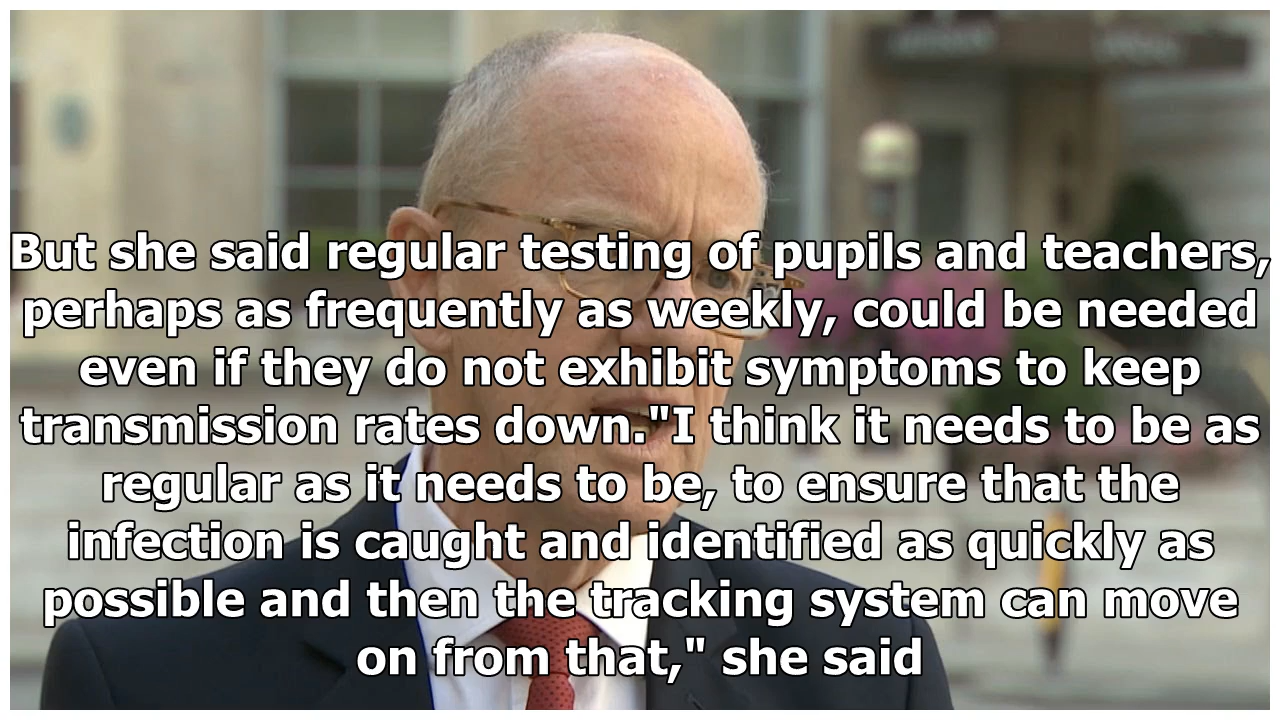 But she said regular testing of pupils and teachers,
perhaps as frequently as weekly, could be needed
even if they do not exhibit symptoms to keep
transmission rates down."I think it needs to be as
regular as it needs to be, to ensure that the
infection is caught and identified as quickly as
possible and then the tracking system can move
on from that," she said